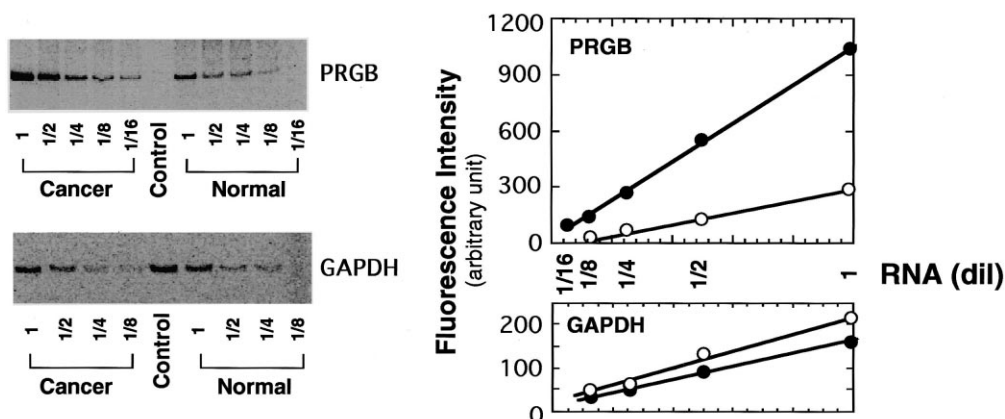 PRGB
1 1/2 1/4 1/8 1/16 Control 1 1/2 1/4 1/8 1/16
Cancer Normal
GAPDH
1 1/2 1/4 1/8 Control 1 1/2 1/4 1/8
Cancer Normal
Fluorescence Intensity
(arbitrary unit)
1200
PRGB
900
600
300
0
1/16 1/8 1/4 1/2 1 RNA (dil)
GAPDH
200
100
0